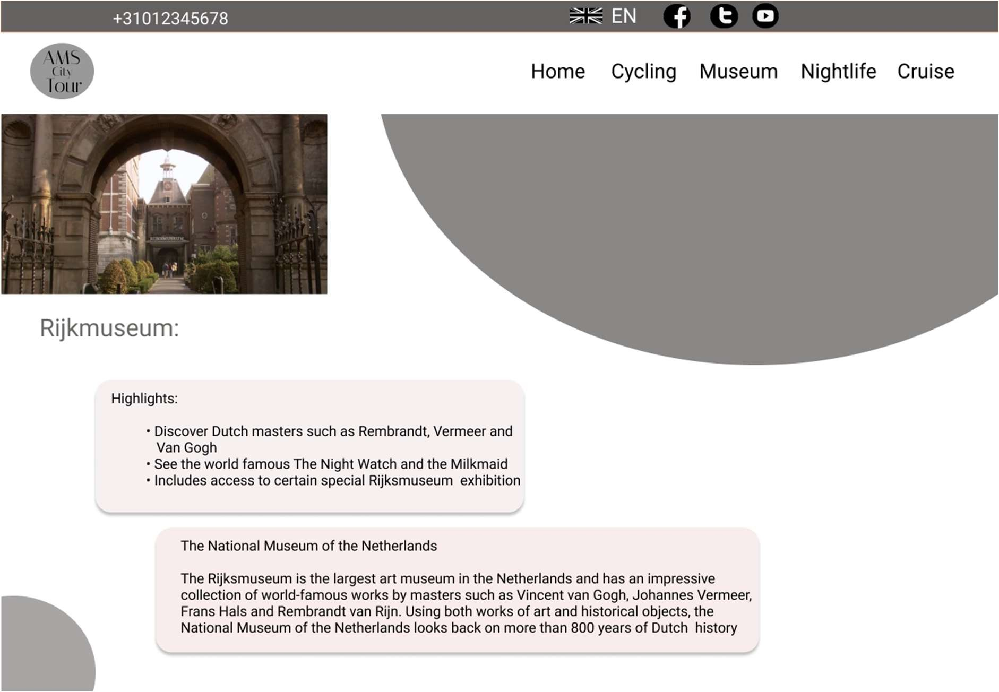 +31012345678
EN
AMS
City
Tour
Home Cycling Museum Nightlife Cruise
RIJKSMUSEUM
Rijkmuseum:
Highlights:
• Discover Dutch masters such as Rembrandt, Vermeer and
Van Gogh
• See the world famous The Night Watch and the Milkmaid
• Includes access to certain special Rijksmuseum  exhibition
The National Museum of the Netherlands
The Rijksmuseum is the largest art museum in the Netherlands and has an impressive
collection of world-famous works by masters such as Vincent van Gogh, Johannes Vermeer,
Frans Hals and Rembrandt van Rijn. Using both works of art and historical objects, the
National Museum of the Netherlands looks back on more than 800 years of Dutch  history